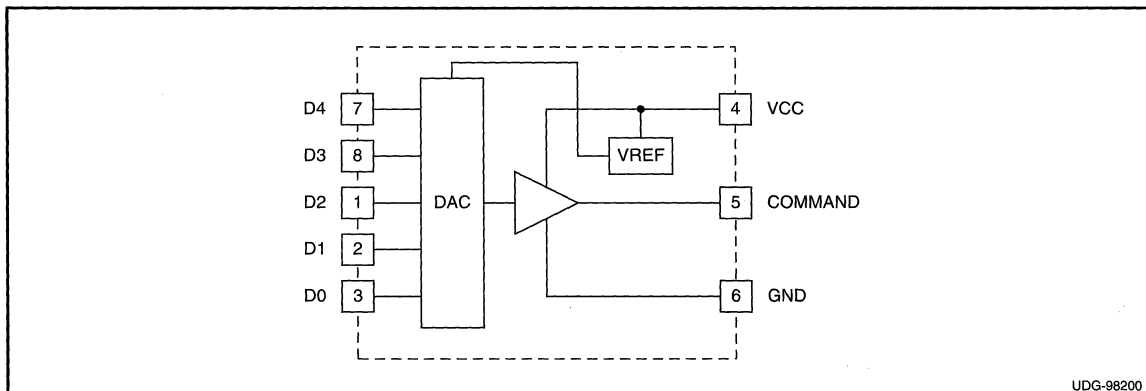 D4 7 4 VCC
D3 8 VREF
D2 1 DAC 5 COMMAND
D1 2
D0 3 6 GND
UDG-98200